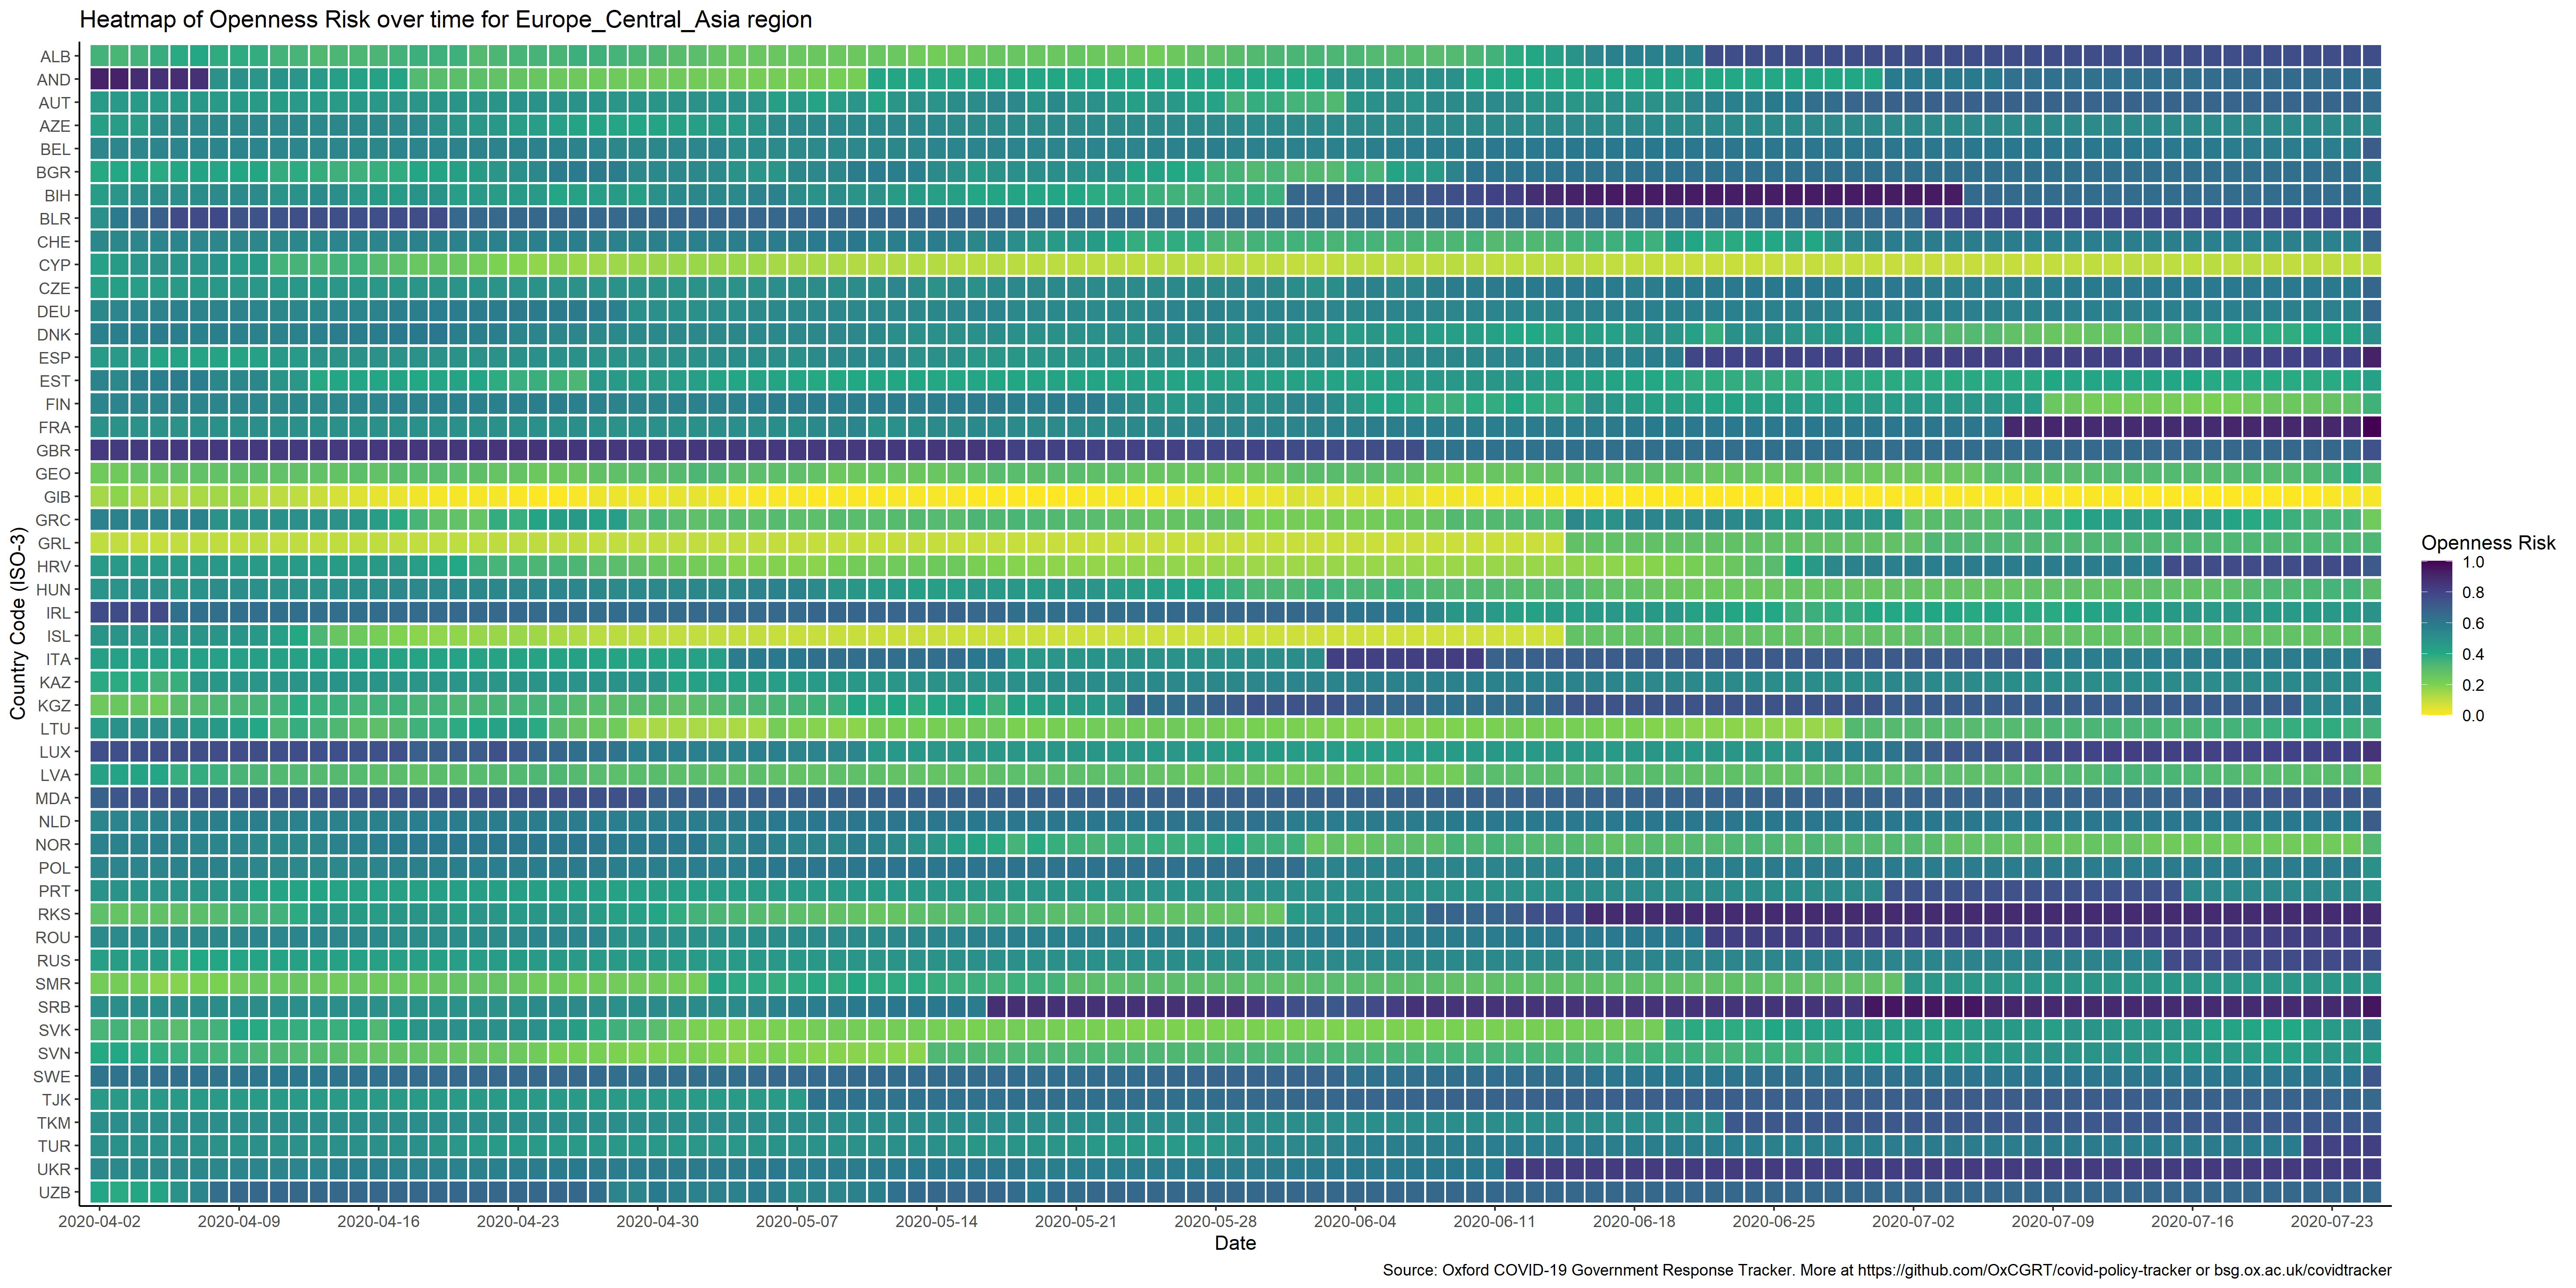 Heatmap of Openness Risk over time for Europe_Central_Asia region
Country Code (ISO-3)
ALB
AND
AUT
AZE
BEL
BGR
BIH
BLR
CHE
CYP
CZE
DEU
DNK
ESP
EST
FIN
FRA
GBR
GEO
GIB
GRC
GRL
HRV
HUN
IRL
ISL
ITA
KAZ
KGZ
LTU
LUX
LVA
MDA
NLD
NOR
POL
PRT
RKS
ROU
RUS
SMR
SRB
SVK
SVN
SWE
TJK
TKM
TUR
UKR
UZB
2020-04-02 2020-04-09 2020-04-16 2020-04-23 2020-04-30 2020-05-07 2020-05-14 2020-05-21 2020-05-28 2020-06-04 2020-06-11 2020-06-18 2020-06-25 2020-07-02 2020-07-09 2020-07-16 2020-07-23
Date
Openness Risk
1.0
0.8
0.6
0.4
0.2
0.0
Source: Oxford COVID-19 Government Response Tracker. More at https://github.com/OxCGRT/covid-policy-tracker or bsg.ox.ac.uk/covidtracker